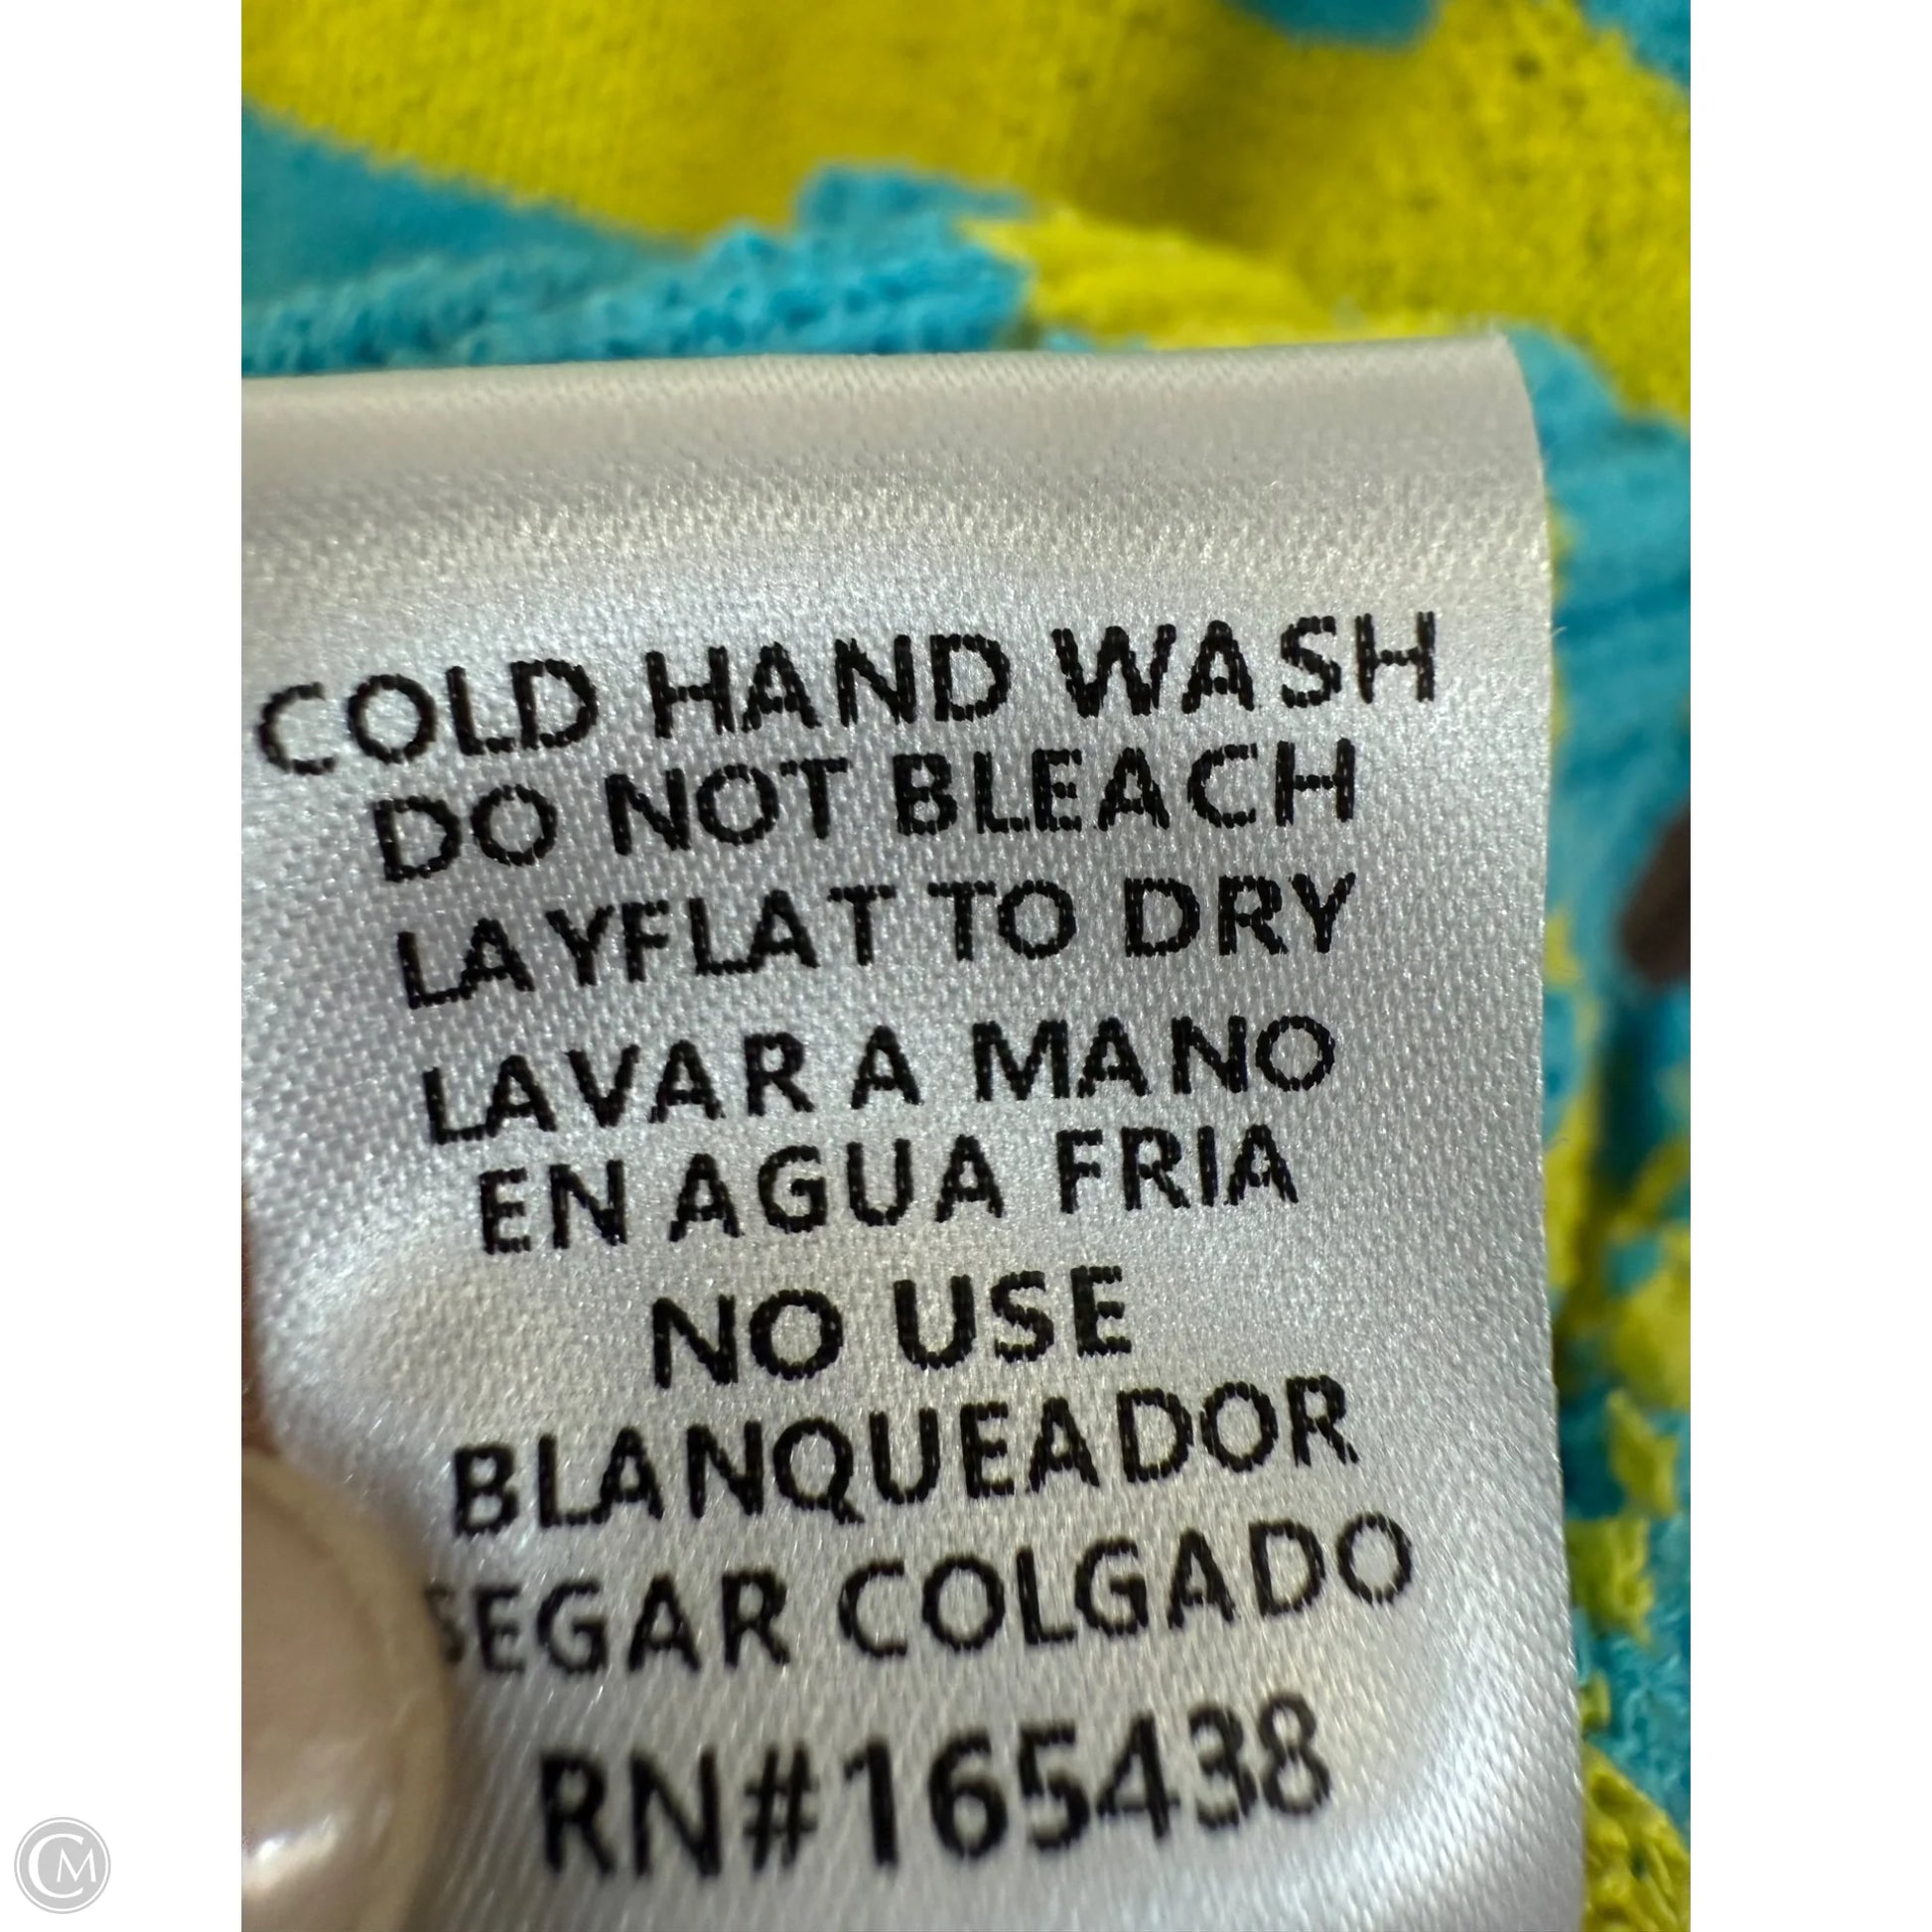 COLD HAND WASH
DO NOT BLEACH
LAYFLAT TO DRY
LAVAR A MANO
EN AGUA FRIA
NO USE
BLANQUEADOR
SEGAR COLGADO
RN#165438
CM